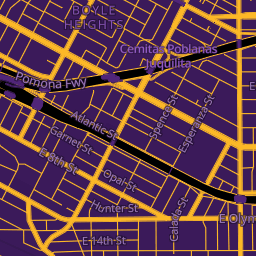 BOYLE
HEIGHTS
Cemitas Poblanas
Juquilita
Pomona Fwy
E
Atlantic St
Garnet St
E 8th St
Spence St
Esperanza St
Opal St
Hunter St
Calada St
E Olym
E 14th St